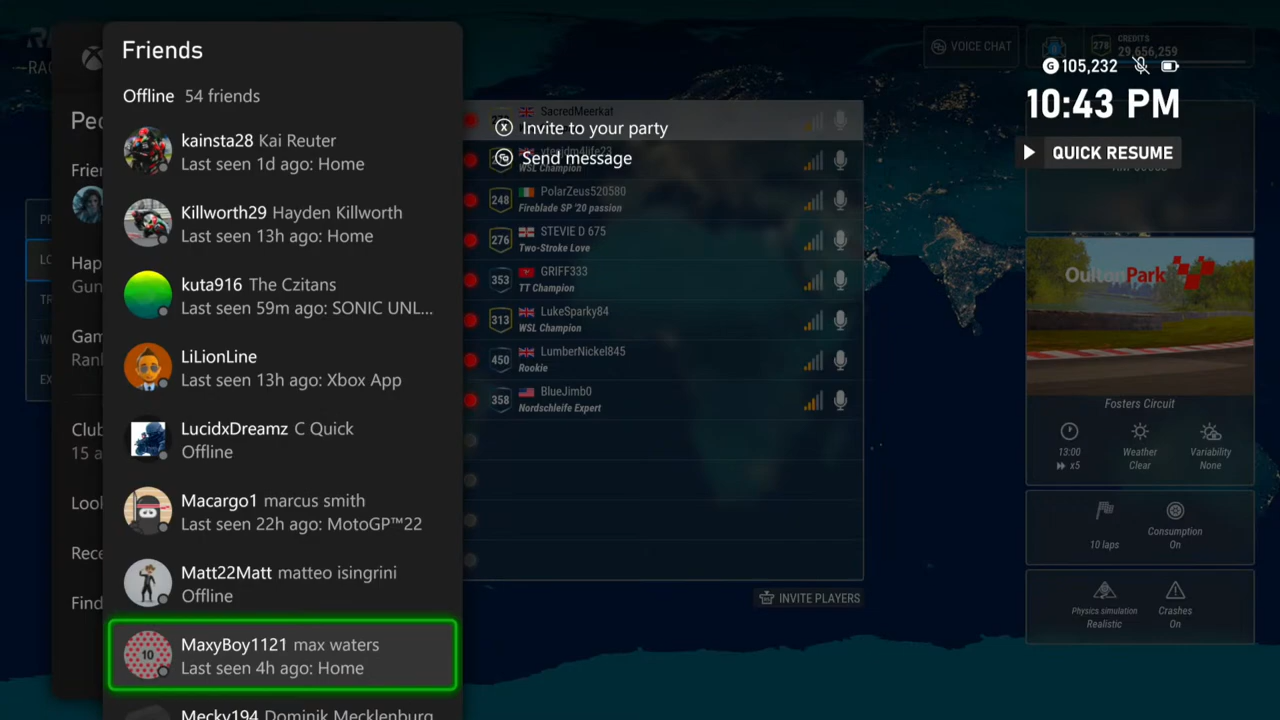 Friends
Offline 54 friends
kainsta28 Kai Reuter
Last seen 1d ago: Home
Killworth29 Hayden Killworth
Last seen 13h ago: Home
kuta916 The Czitans
Last seen 59m ago: SONIC UNL...
LiLionLine
Last seen 13h ago: Xbox App
LucidxDreamz C Quick
Offline
Macargo1 marcus smith
Last seen 22h ago: MotoGP™22
Matt22Matt matteo isingrini
Offline
10
MaxyBoy1121 max waters
Last seen 4h ago: Home
Mecky194 Dominik Mecklenburg
Invite to your party
Send message
SacredMeerkat
WSL Champion
248 PolarZeus520580
Fireblade SP '20 passion
276 STEVIE D 675
Two-Stroke Love
353 GRIFF333
TT Champion
313 LukeSparky84
WSL Champion
450 LumberNickel845
Rookie
358 BlueJimb0
Nordschleife Expert
INVITE PLAYERS
VOICE CHAT
278
CREDITS
29,656,259
G 105,232
10:43 PM
QUICK RESUME
Oulton Park
Fosters Circuit
13:00
x5
Weather
Clear
Variability
None
10 laps
Consumption
On
Physics simulation
Realistic
Crashes
On